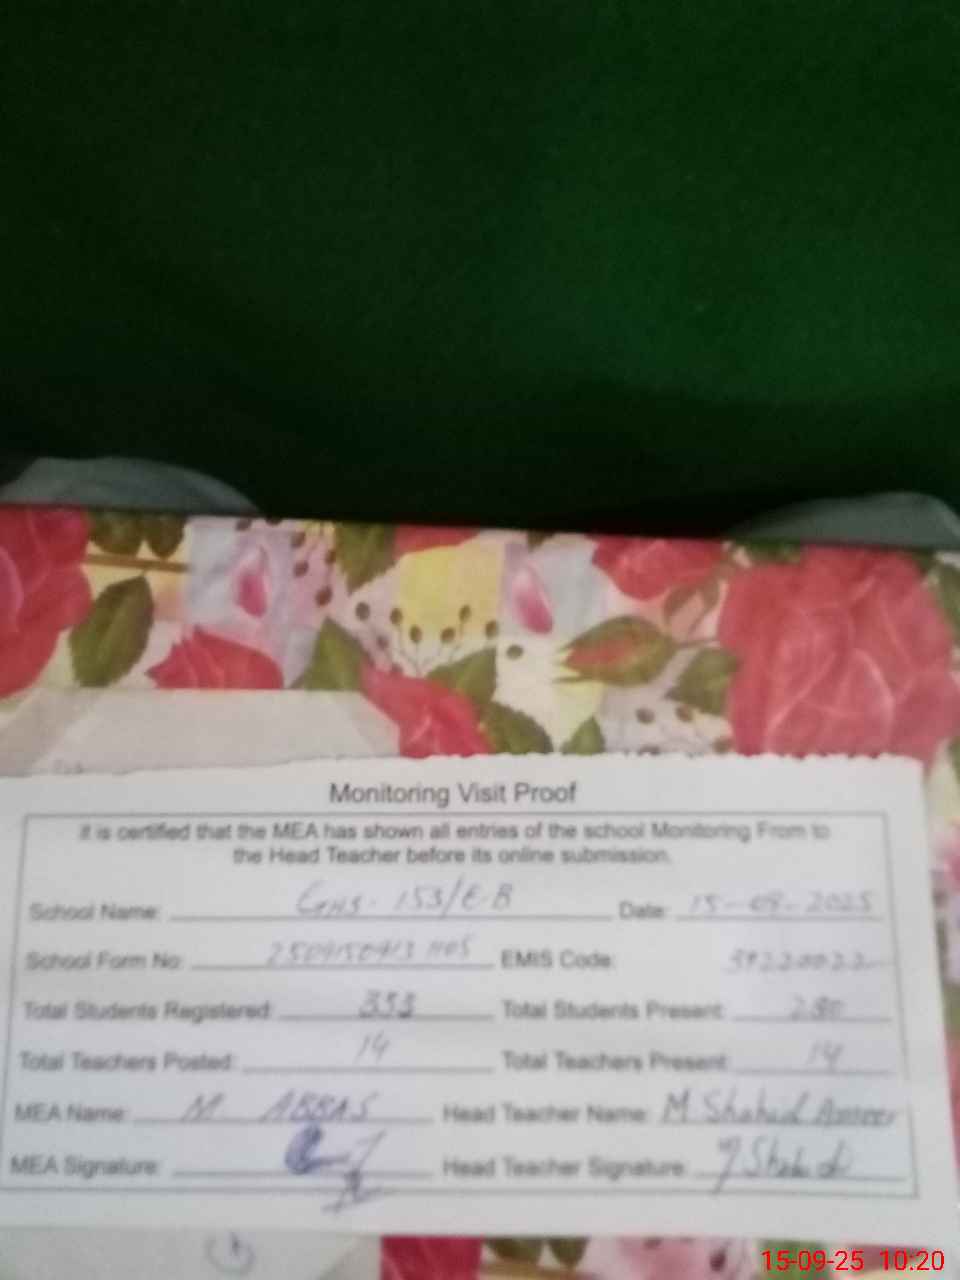 Monitoring Visit Proof
It is certified that the MEA has shown all entries of the school Monitoring From to
the Head Teacher before its online submission.
School Name: GHS. 153/E.B Date: 15-09-2025
School Form No: EMIS Code:
Total Students Registered: 353 Total Students Present: 280
Total Teachers Posted: 14 Total Teachers Present: 14
MEA Name: M ABBAS Head Teacher Name: M Shahid
MEA Signature: Head Teacher Signature: M Shahid
15-09-25 10:20